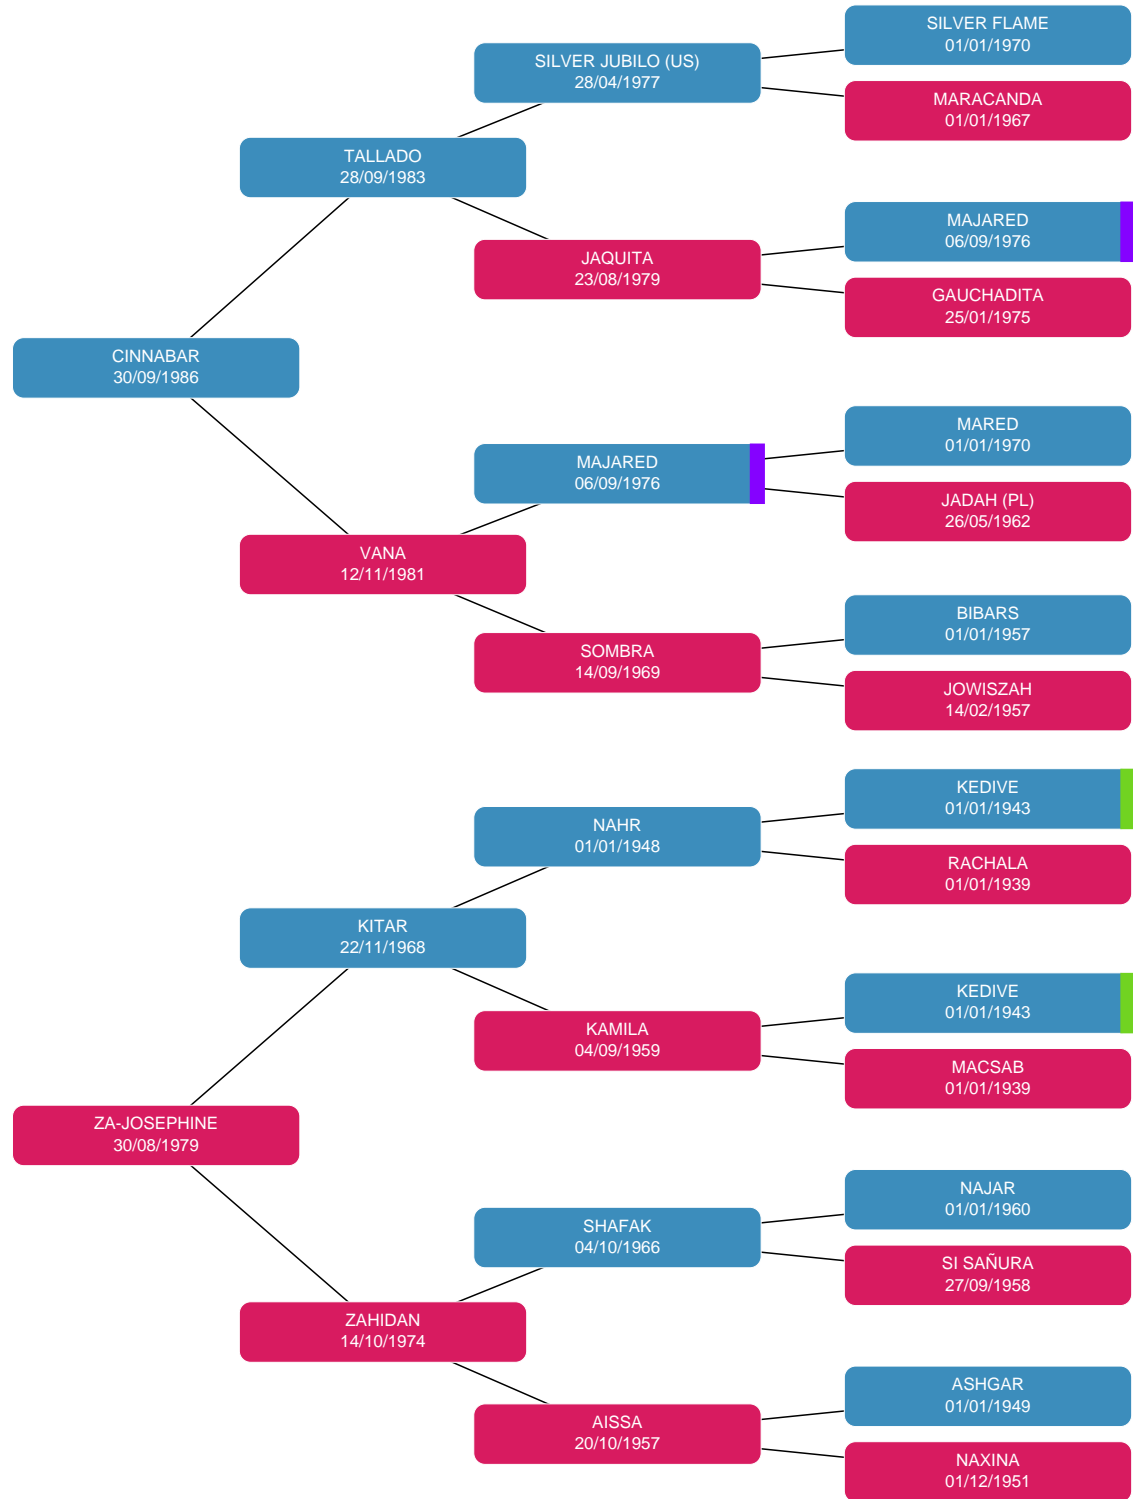 SILVER FLAME
01/01/1970
SILVER JUBILO (US)
28/04/1977
MARACANDA
01/01/1967
TALLADO
28/09/1983
MAJARED
06/09/1976
JAQUITA
23/08/1979
GAUCHADITA
25/01/1975
CINNABAR
30/09/1986
MARED
01/01/1970
MAJARED
06/09/1976
JADAH (PL)
26/05/1962
VANA
12/11/1981
BIBARS
01/01/1957
SOMBRA
14/09/1969
JOWISZAH
14/02/1957
KEDIVE
01/01/1943
NAHR
01/01/1948
RACHALA
01/01/1939
KITAR
22/11/1968
KEDIVE
01/01/1943
KAMILA
04/09/1959
MACSAB
01/01/1939
ZA-JOSEPHINE
30/08/1979
NAJAR
01/01/1960
SHAFAK
04/10/1966
SI SAÑURA
27/09/1958
ZAHIDAN
14/10/1974
ASHGAR
01/01/1949
AISSA
20/10/1957
NAXINA
01/12/1951